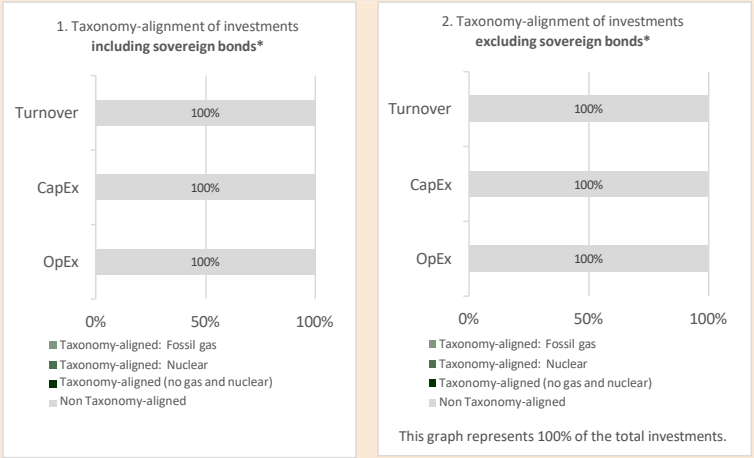 1. Taxonomy-alignment of investments
including sovereign bonds*
Turnover
100%
CapEx
100%
OpEx
100%
0% 50% 100%
Taxonomy-aligned: Fossil gas
Taxonomy-aligned: Nuclear
Taxonomy-aligned (no gas and nuclear)
Non Taxonomy-aligned
2. Taxonomy-alignment of investments
excluding sovereign bonds*
Turnover
100%
CapEx
100%
OpEx
100%
0% 50% 100%
Taxonomy-aligned: Fossil gas
Taxonomy-aligned: Nuclear
Taxonomy-aligned (no gas and nuclear)
Non Taxonomy-aligned
This graph represents 100% of the total investments.